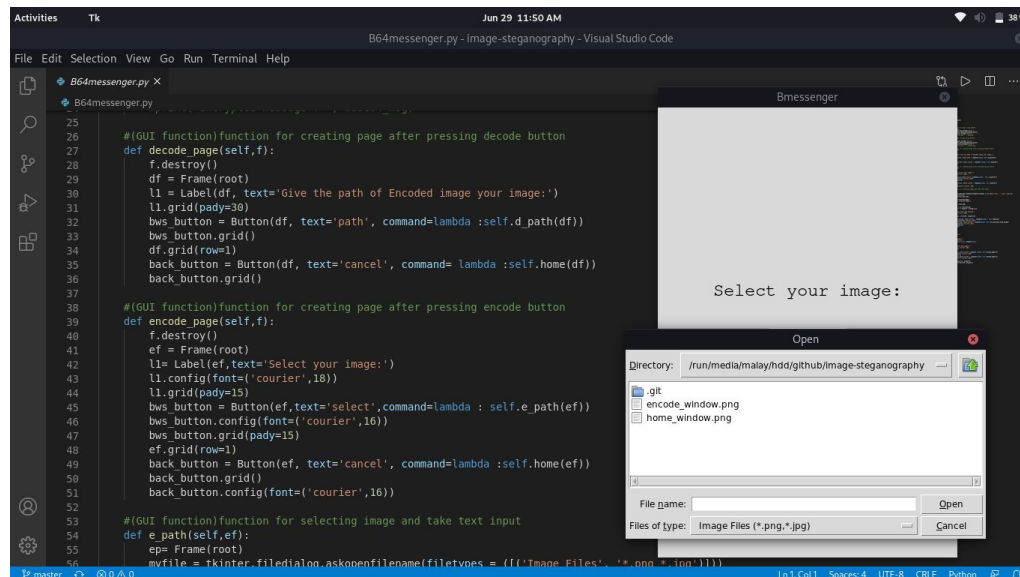 Activities Tk Jun 29 11:50 AM 38
B64messenger.py - image-steganography - Visual Studio Code
File Edit Selection View Go Run Terminal Help
B64messenger.py ×
B64messenger.py
25
26 #(GUI function)function for creating page after pressing decode button
27 def decode_page(self,f):
28 f.destroy()
29 df = Frame(root)
30 l1 = Label(df, text='Give the path of Encoded image your image:')
31 l1.grid(pady=30)
32 bws_button = Button(df, text='path', command=lambda :self.d_path(df))
33 bws_button.grid()
34 df.grid(row=1)
35 back_button = Button(df, text='cancel', command= lambda :self.home(df))
36 back_button.grid()
37
38 #(GUI function)function for creating page after pressing encode button
39 def encode_page(self,f):
40 f.destroy()
41 ef = Frame(root)
42 l1= Label(ef,text='Select your image:')
43 l1.config(font=('courier',18))
44 l1.grid(pady=15)
45 bws_button = Button(ef,text='select',command=lambda : self.e_path(ef))
46 bws_button.config(font=('courier',16))
47 bws_button.grid(pady=15)
48 ef.grid(row=1)
49 back_button = Button(ef, text='cancel', command=lambda :self.home(ef))
50 back_button.grid()
51 back_button.config(font=('courier',16))
52
53 #(GUI function)function for selecting image and take text input
54 def e_path(self,ef):
55 ep= Frame(root)
56 myfile = tkinter.filedialog.askopenfilename(filetypes = ([('Image Files', '*.png *.jpg')]))
Bmessenger
Select your image:
Open
Directory: /run/media/malay/hdd/github/image-steganography
.git
encode_window.png
home_window.png
File name: Open
Files of type: Image Files (*.png,*.jpg) Cancel
master 0 0 Ln 1, Col 1 Spaces: 4 UTF-8 CRLF Python